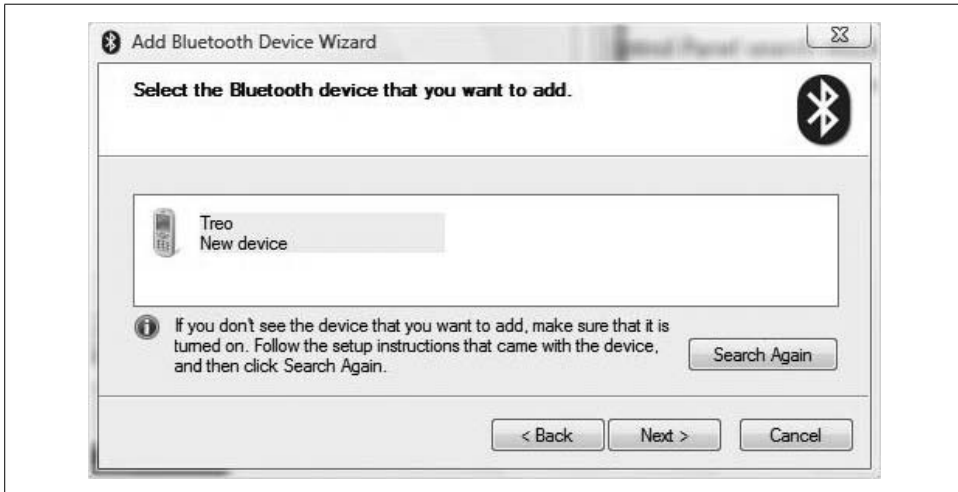 Add Bluetooth Device Wizard
Select the Bluetooth device that you want to add.
Treo
New device
If you don't see the device that you want to add, make sure that it is
turned on. Follow the setup instructions that came with the device,
and then click Search Again.
Search Again
< Back
Next >
Cancel